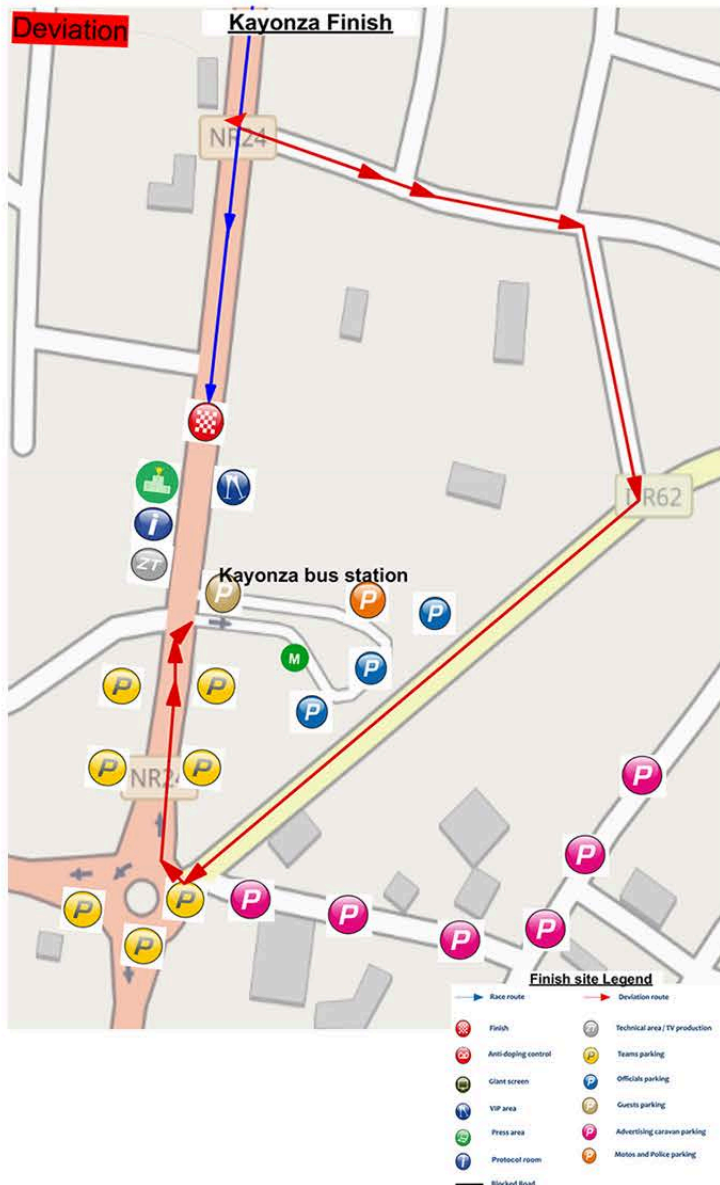 Deviation
Kayonza Finish
NR24
DR62
ZT
Kayonza bus station
P
P
P
P
M
P
P
P
P
P
P
NR24
P
P
P
P
P
P
P
P
P
Finish site Legend
Race route
Deviation route
Finish
ZT
Technical area / TV production
Anti-doping control
P
Teams parking
Giant screen
P
Officials parking
VIP area
P
Guests parking
Press area
P
Advertising caravan parking
Protocol room
P
Motos and Police parking
Blocked Road